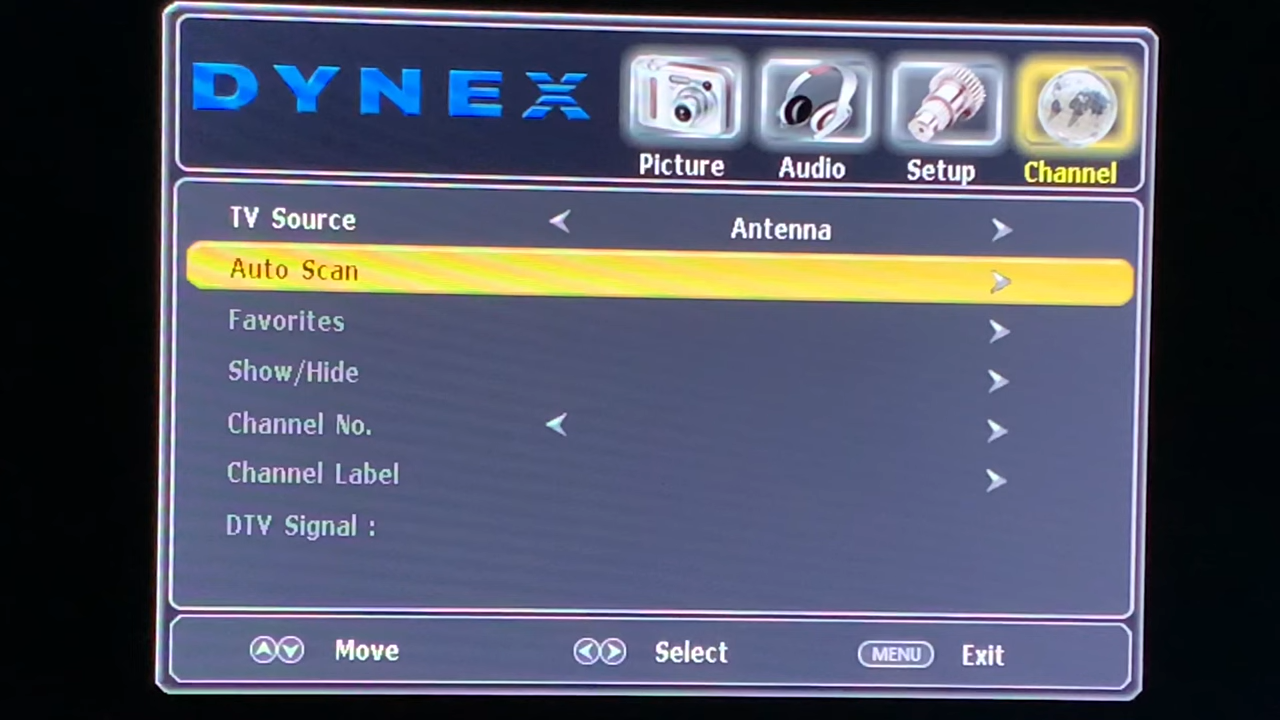 DYNEX
Picture Audio Setup Channel
TV Source Antenna
Auto Scan
Favorites
Show/Hide
Channel No.
Channel Label
DTV Signal :
Move Select MENU Exit